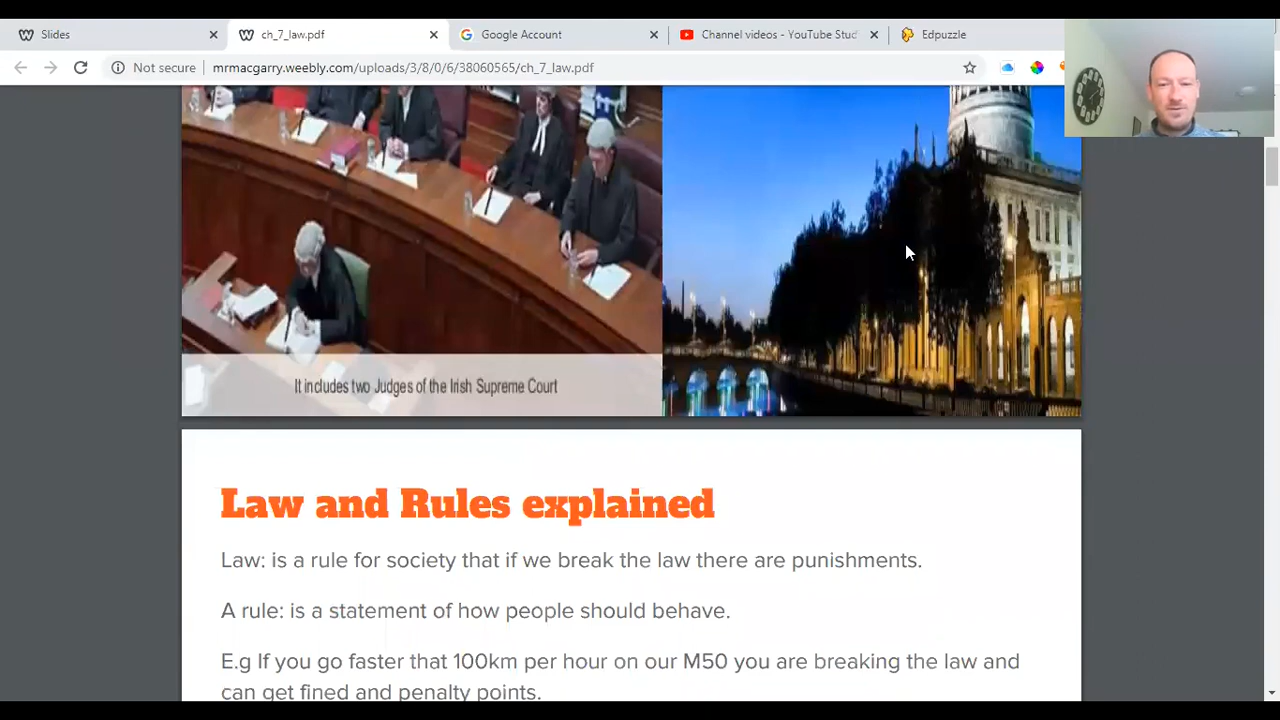 Slides
ch_7_law.pdf
Google Account
Channel videos - YouTube Stud
Edpuzzle
Not secure
mrmacgarry.weebly.com/uploads/3/8/0/6/38060565/ch_7_law.pdf
It includes two Judges of the Irish Supreme Court
Law and Rules explained
Law: is a rule for society that if we break the law there are punishments.
A rule: is a statement of how people should behave.
E.g If you go faster that 100km per hour on our M50 you are breaking the law and
can get fined and penalty points.